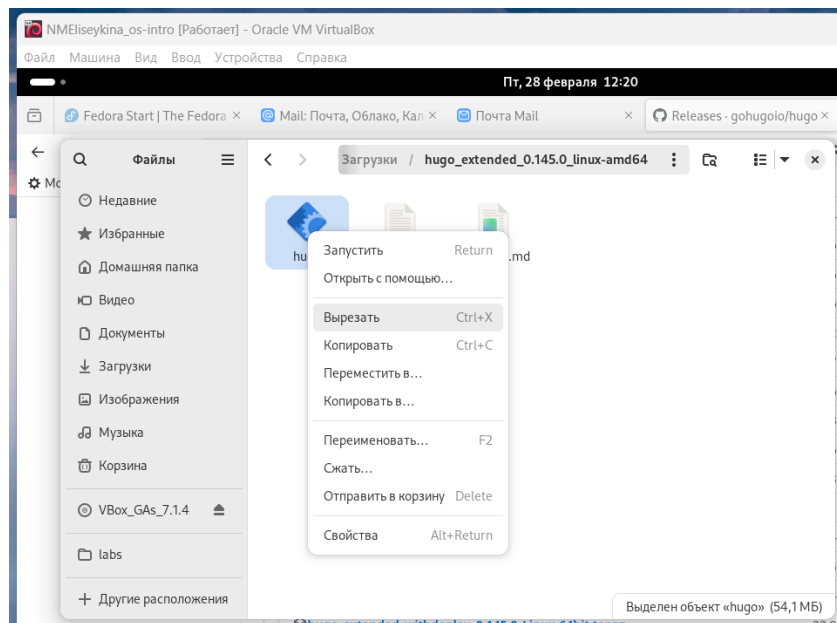 NMEliseykina_os-intro [Работает] - Oracle VM VirtualBox
Файл Машина Вид Ввод Устройства Справка
Пт, 28 февраля 12:20
Fedora Start | The Fedora
Mail: Почта, Облако, Кал
Почта Mail
Releases · gohugoio/hugo
Файлы
Загрузки / hugo_extended_0.145.0_linux-amd64
Недавние
Избранные
Домашняя папка
Видео
Документы
Загрузки
Изображения
Музыка
Корзина
VBox_GAs_7.1.4
labs
Другие расположения
hu
.md
Запустить Return
Открыть с помощью...
Вырезать Ctrl+X
Копировать Ctrl+C
Переместить в...
Копировать в...
Переименовать... F2
Сжать...
Отправить в корзину Delete
Свойства Alt+Return
Выделен объект «hugo» (54,1 МБ)